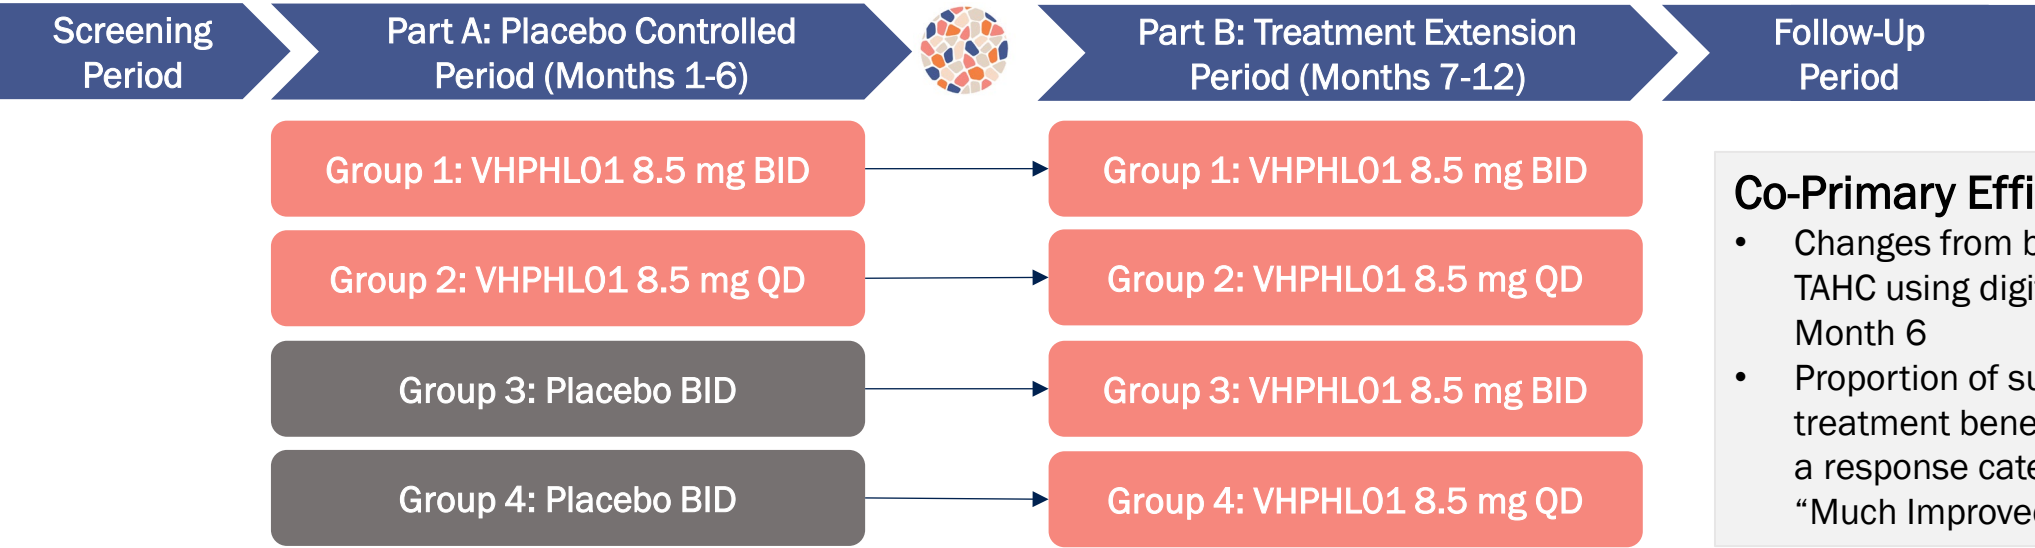 Screening
Period
Part A: Placebo Controlled
Period (Months 1-6)
Part B: Treatment Extension
Period (Months 7-12)
Follow-Up
Period
Group 1: VHPHL01 8.5 mg BID
Group 1: VHPHL01 8.5 mg BID
Group 2: VHPHL01 8.5 mg QD
Group 2: VHPHL01 8.5 mg QD
Group 3: Placebo BID
Group 3: VHPHL01 8.5 mg BID
Group 4: Placebo BID
Group 4: VHPHL01 8.5 mg QD
Co-Primary Effi
• Changes from b
TAHC using digi
Month 6
• Proportion of su
treatment bene
a response cate
“Much Improve